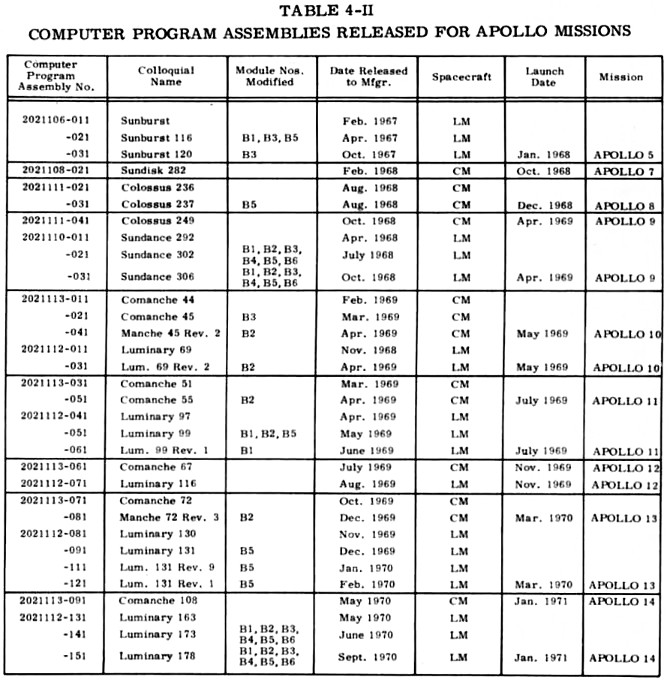 TABLE 4-II
COMPUTER PROGRAM ASSEMBLIES RELEASED FOR APOLLO MISSIONS
Computer Program Assembly No. Colloquial Name Module Nos. Modified Date Released to Mfgr. Spacecraft Launch Date Mission
2021106-011 Sunburst Feb. 1967 LM
-021 Sunburst 116 B1, B3, B5 Apr. 1967 LM
-031 Sunburst 120 B3 Oct. 1967 LM Jan. 1968 APOLLO 5
2021108-021 Sundisk 282 Feb. 1968 CM Oct. 1968 APOLLO 7
2021111-021 Colossus 236 Aug. 1968 CM
-031 Colossus 237 B5 Aug. 1968 CM Dec. 1968 APOLLO 8
2021111-041 Colossus 249 Oct. 1968 CM Apr. 1969 APOLLO 9
2021110-011 Sundance 292 Apr. 1968 LM
-021 Sundance 302 B1, B2, B3, B4, B5, B6 July 1968 LM
-031 Sundance 306 B1, B2, B3, B4, B5, B6 Oct. 1968 LM Apr. 1969 APOLLO 9
2021113-011 Comanche 44 Feb. 1969 CM
-021 Comanche 45 B3 Mar. 1969 CM
-041 Manche 45 Rev. 2 B2 Apr. 1969 CM May 1969 APOLLO 10
2021112-011 Luminary 69 Nov. 1968 LM
-031 Lum. 69 Rev. 2 B2 Apr. 1969 LM May 1969 APOLLO 10
2021113-031 Comanche 51 Mar. 1969 CM
-051 Comanche 55 B2 Apr. 1969 CM July 1969 APOLLO 11
2021112-041 Luminary 97 Apr. 1969 LM
-051 Luminary 99 B1, B2, B5 May 1969 LM
-061 Lum. 99 Rev. 1 B1 June 1969 LM July 1969 APOLLO 11
2021113-061 Comanche 67 July 1969 CM Nov. 1969 APOLLO 12
2021112-071 Luminary 116 Aug. 1969 LM Nov. 1969 APOLLO 12
2021113-071 Comanche 72 Oct. 1969 CM
-081 Manche 72 Rev. 3 B2 Dec. 1969 CM Mar. 1970 APOLLO 13
2021112-081 Luminary 130 Nov. 1969 LM
-091 Luminary 131 B5 Dec. 1969 LM
-111 Lum. 131 Rev. 9 B5 Jan. 1970 LM
-121 Lum. 131 Rev. 1 B5 Feb. 1970 LM Mar. 1970 APOLLO 13
2021113-091 Comanche 108 May 1970 CM Jan. 1971 APOLLO 14
2021112-131 Luminary 163 May 1970 LM
-141 Luminary 173 B1, B2, B3, B4, B5, B6 June 1970 LM
-151 Luminary 178 B1, B2, B3, B4, B5, B6 Sept. 1970 LM Jan. 1971 APOLLO 14